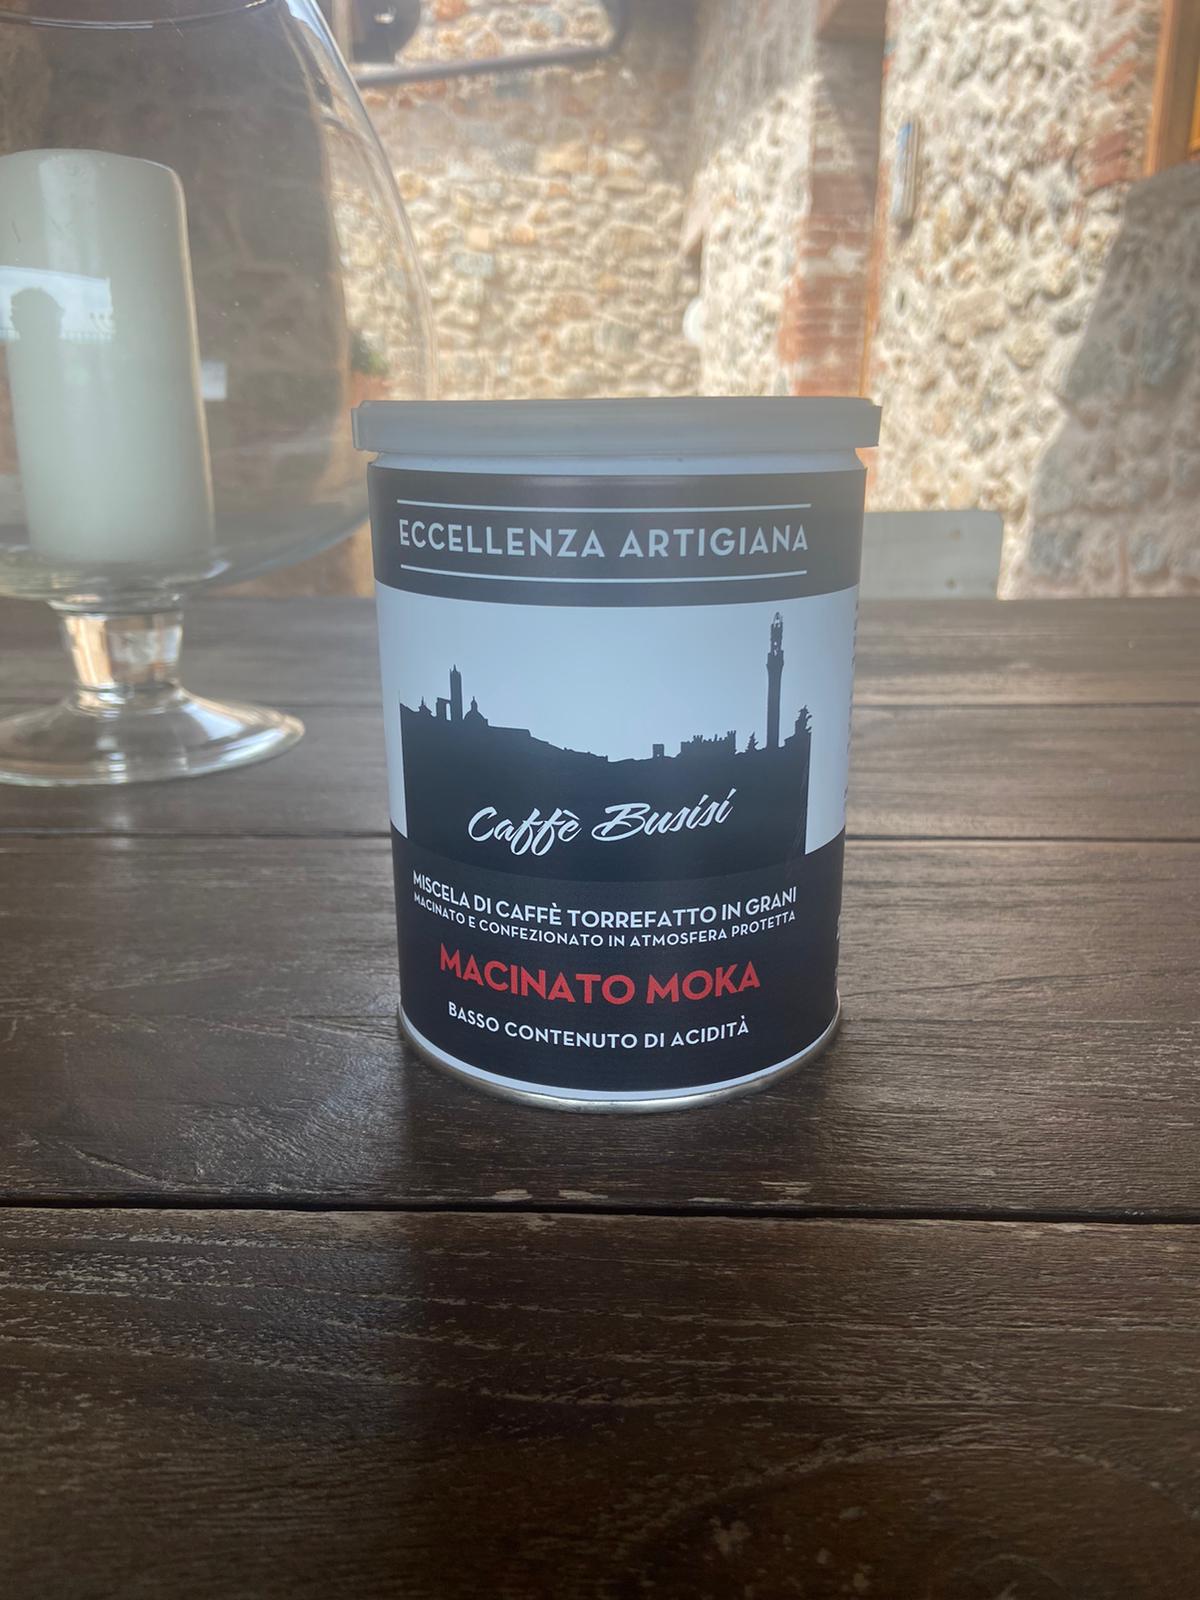 ECCELLENZA ARTIGIANA
Caffè Busisi
MISCELA DI CAFFÈ TORREFATTO IN GRANI
MACINATO E CONFEZIONATO IN ATMOSFERA PROTETTA
MACINATO MOKA
BASSO CONTENUTO DI ACIDITÀ